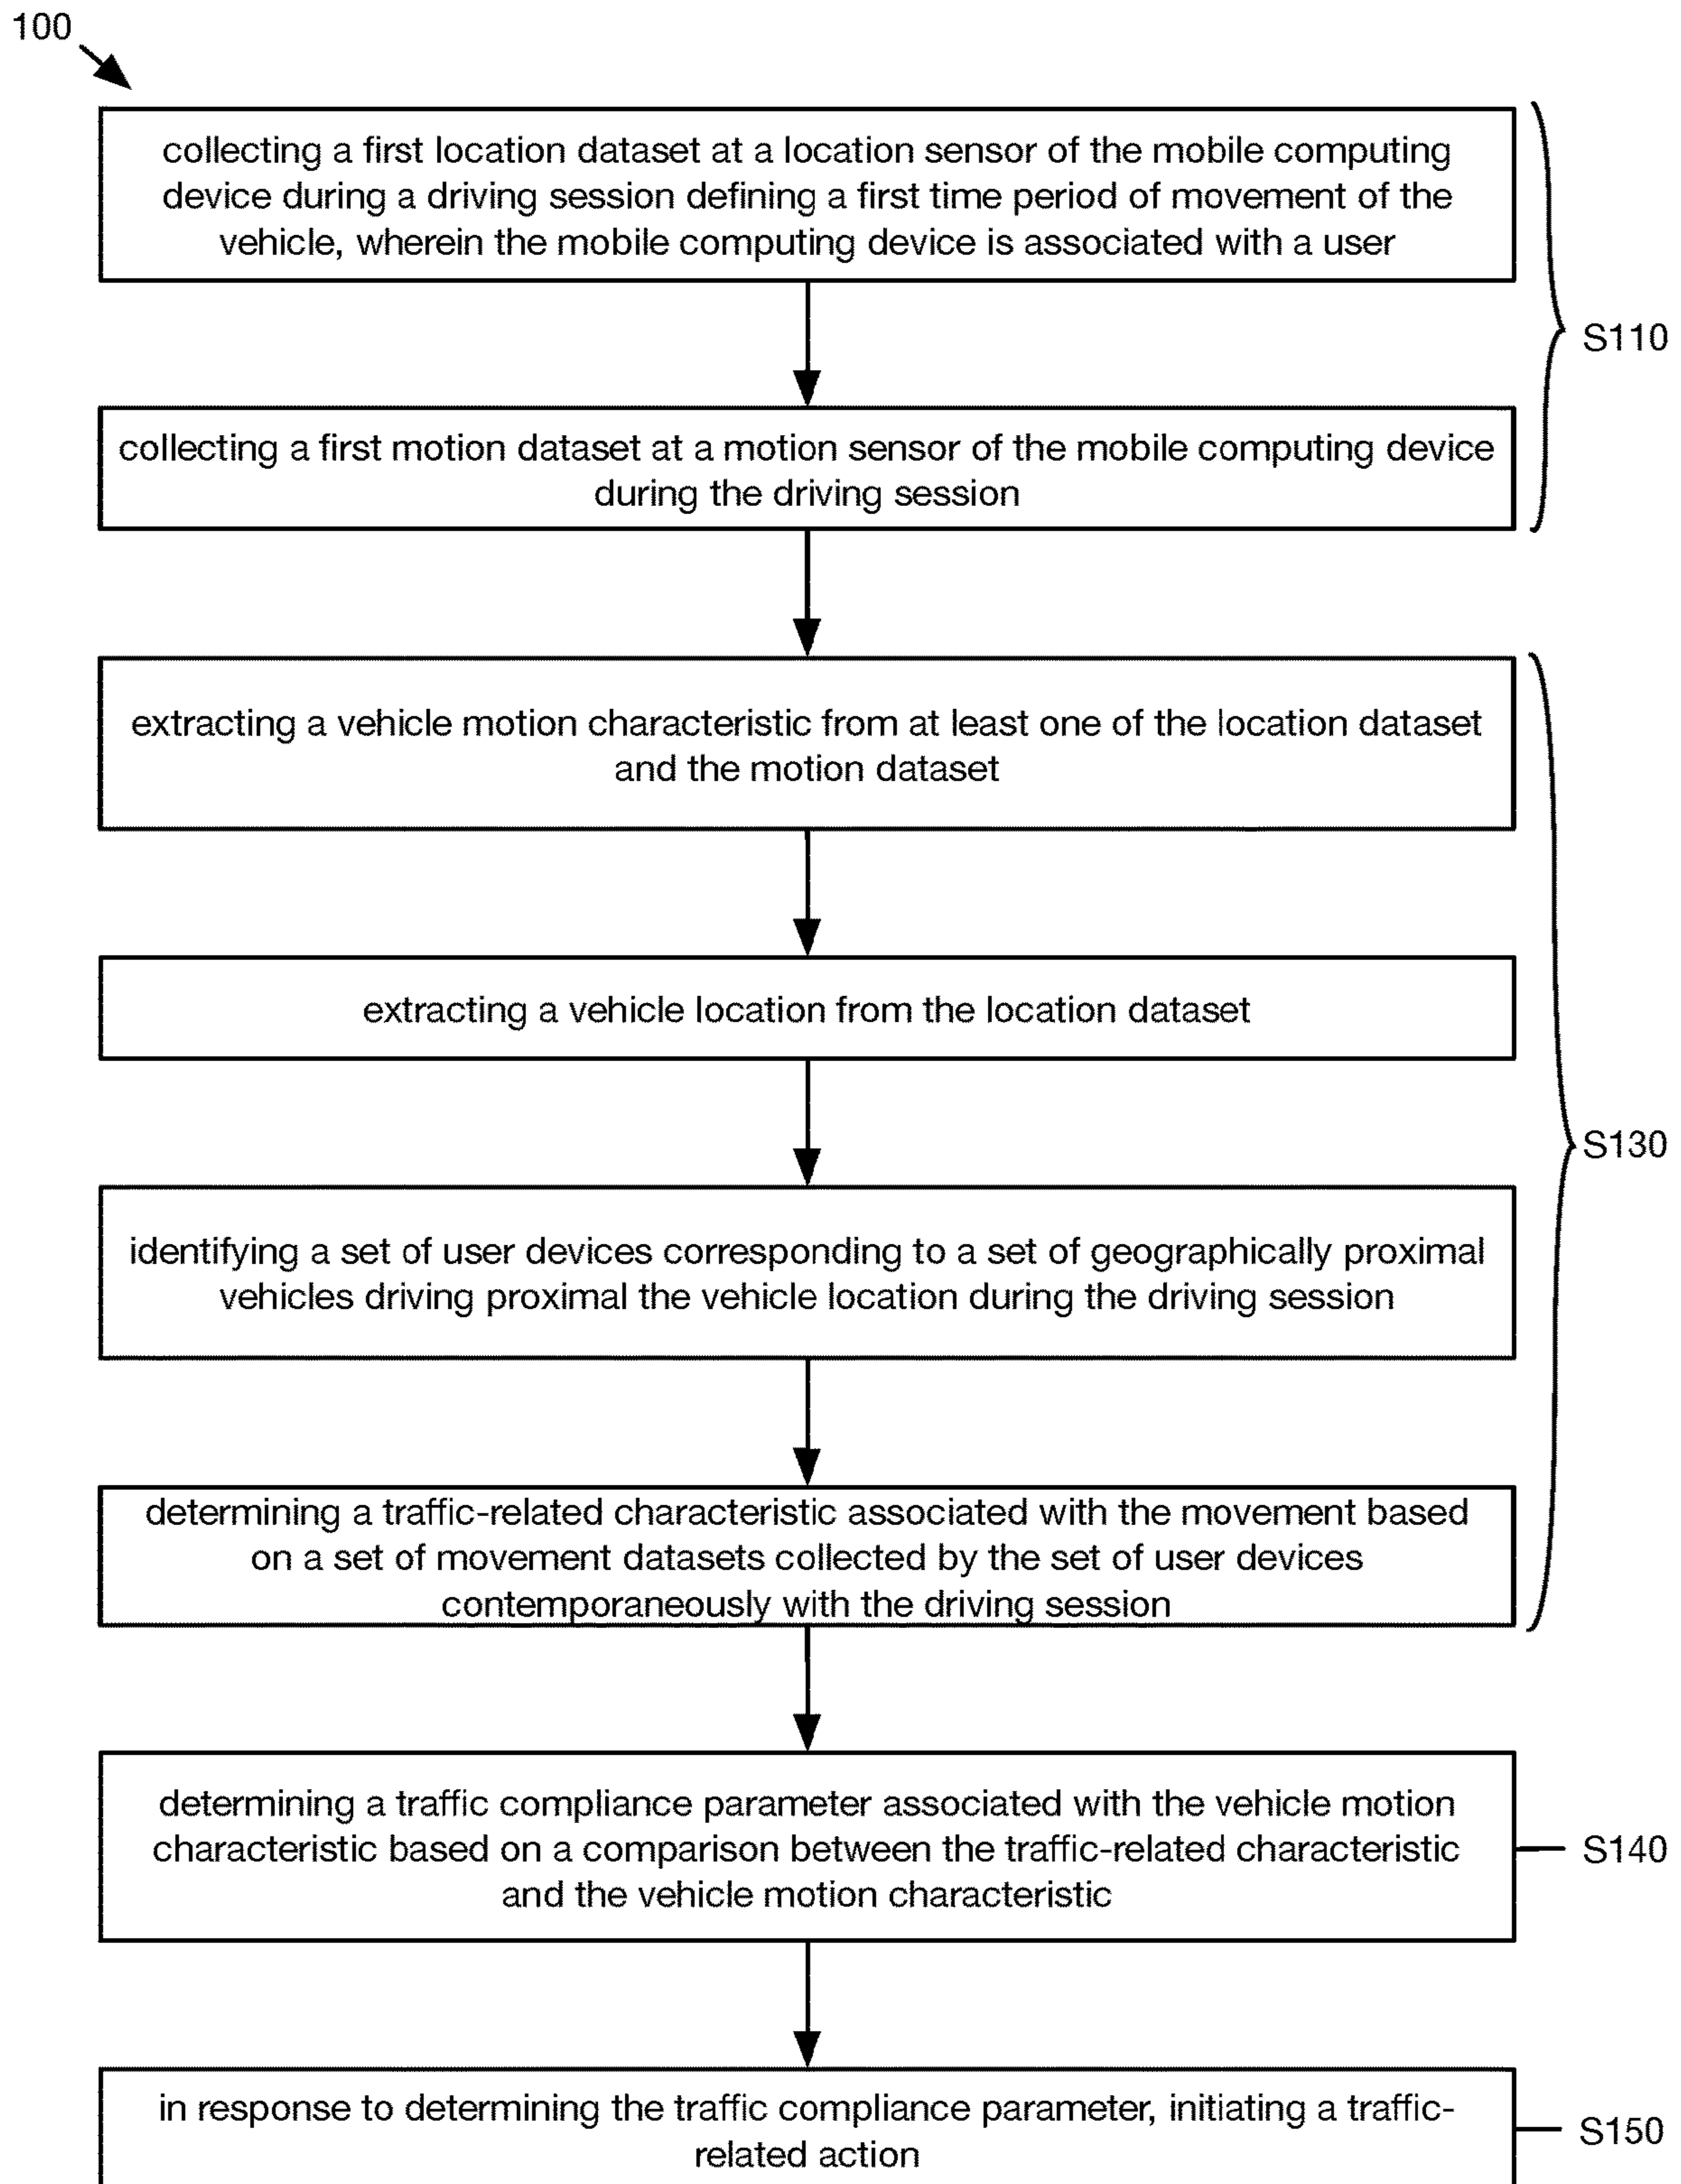 100
collecting a first location dataset at a location sensor of the mobile computing
device during a driving session defining a first time period of movement of the
vehicle, wherein the mobile computing device is associated with a user
S110
collecting a first motion dataset at a motion sensor of the mobile computing device
during the driving session
extracting a vehicle motion characteristic from at least one of the location dataset
and the motion dataset
extracting a vehicle location from the location dataset
S130
identifying a set of user devices corresponding to a set of geographically proximal
vehicles driving proximal the vehicle location during the driving session
determining a traffic-related characteristic associated with the movement based
on a set of movement datasets collected by the set of user devices
contemporaneously with the driving session
determining a traffic compliance parameter associated with the vehicle motion
characteristic based on a comparison between the traffic-related characteristic
and the vehicle motion characteristic
S140
in response to determining the traffic compliance parameter, initiating a traffic-
related action
S150